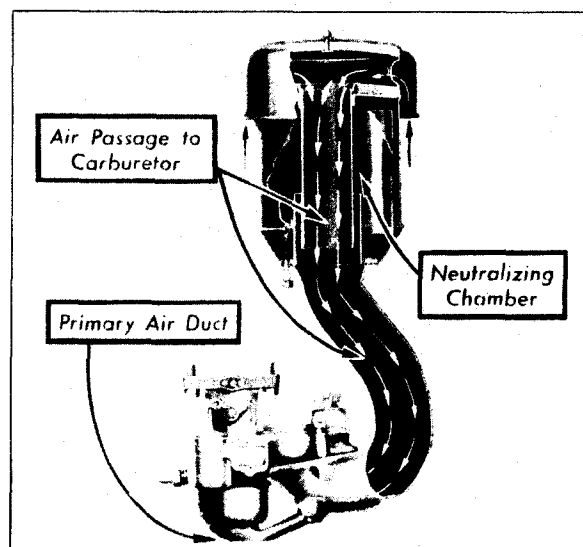 Air Passage to
Carburetor
Neutralizing
Chamber
Primary Air Duct